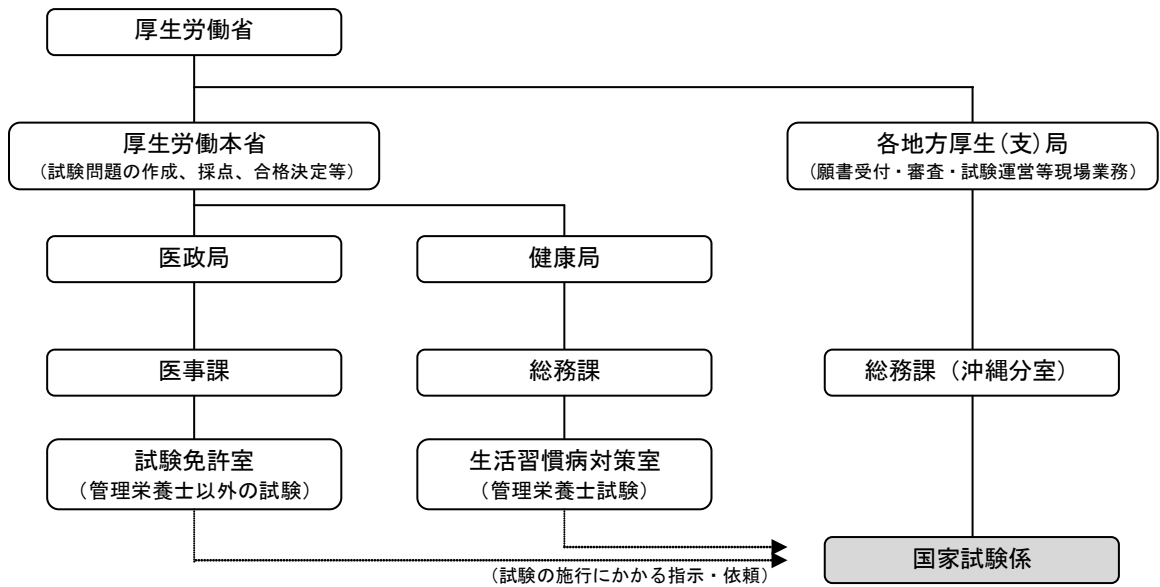 厚生労働省
厚生労働本省
（試験問題の作成、採点、合格決定等）
各地方厚生（支）局
（願書受付・審査・試験運営等現場業務）
医政局
健康局
医事課
総務課
総務課（沖縄分室）
試験免許室
（管理栄養士以外の試験）
生活習慣病対策室
（管理栄養士試験）
国家試験係
（試験の施行にかかる指示・依頼）